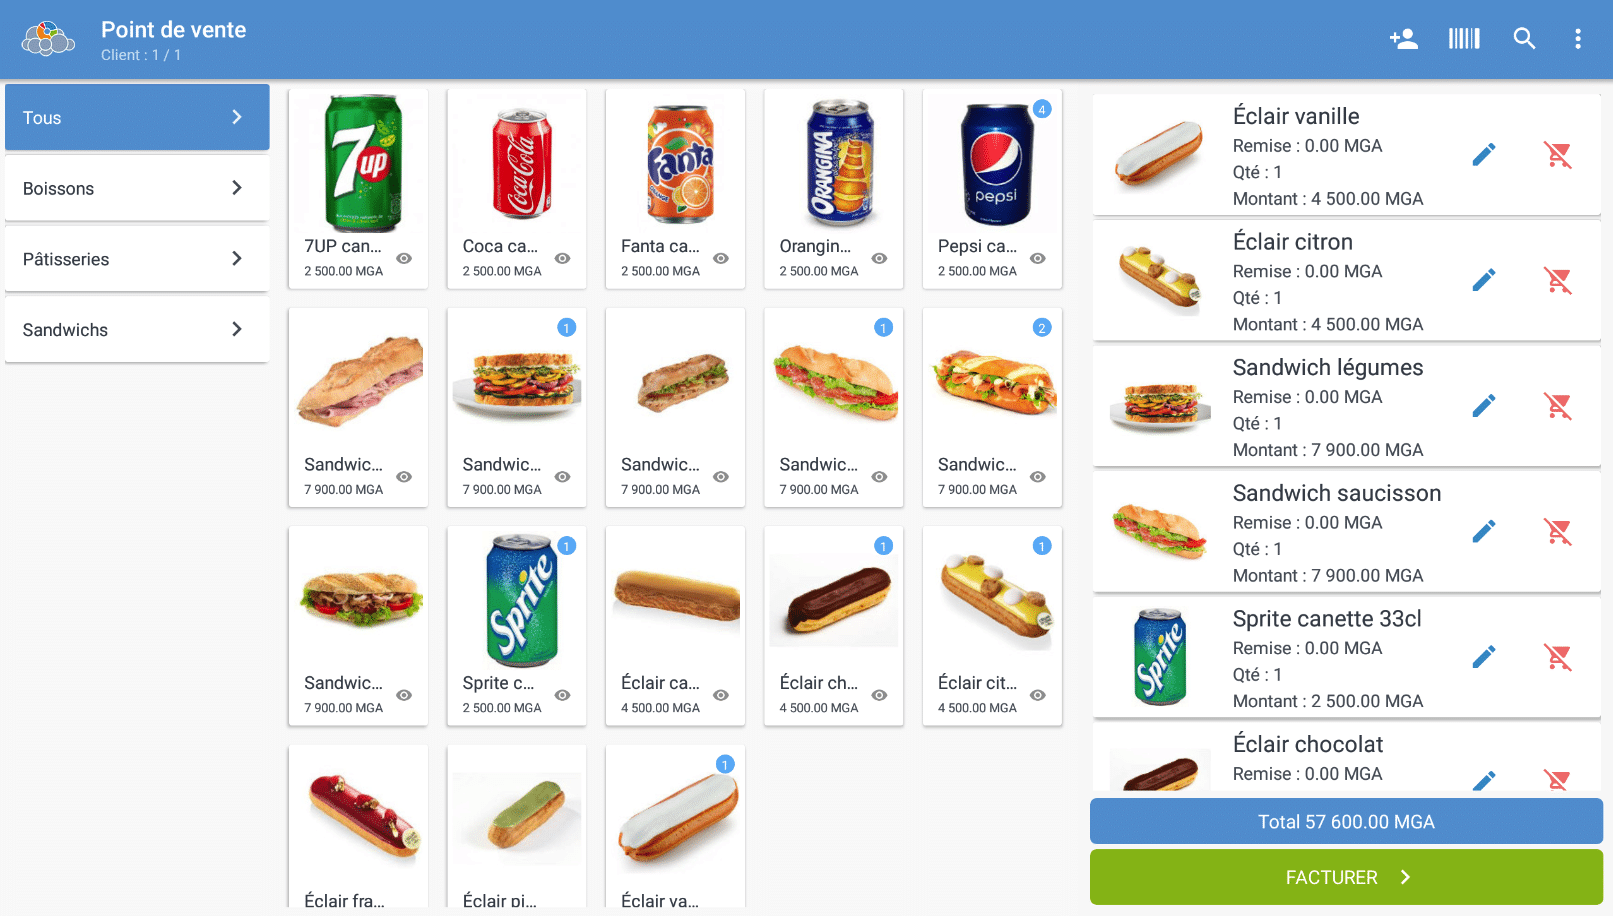 Point de vente
Client : 1 / 1
Tous
Boissons
Pâtisseries
Sandwichs
7up
Coca-Cola
Fanta
ORANGE
ORANGINA
4
pepsi
7UP can...
2 500.00 MGA
Coca ca...
2 500.00 MGA
Fanta ca...
2 500.00 MGA
Orangin...
2 500.00 MGA
Pepsi ca...
2 500.00 MGA
1
1
2
Sandwic...
7 900.00 MGA
Sandwic...
7 900.00 MGA
Sandwic...
7 900.00 MGA
Sandwic...
7 900.00 MGA
Sandwic...
7 900.00 MGA
1
Sprite
1
1
Sandwic...
7 900.00 MGA
Sprite c...
2 500.00 MGA
Éclair ca...
4 500.00 MGA
Éclair ch...
4 500.00 MGA
Éclair cit...
4 500.00 MGA
1
Éclair fra...
Éclair pi...
Éclair va...
Éclair vanille
Remise : 0.00 MGA
Qté : 1
Montant : 4 500.00 MGA
Éclair citron
Remise : 0.00 MGA
Qté : 1
Montant : 4 500.00 MGA
Sandwich légumes
Remise : 0.00 MGA
Qté : 1
Montant : 7 900.00 MGA
Sandwich saucisson
Remise : 0.00 MGA
Qté : 1
Montant : 7 900.00 MGA
Sprite
Sprite canette 33cl
Remise : 0.00 MGA
Qté : 1
Montant : 2 500.00 MGA
Éclair chocolat
Remise : 0.00 MGA
Total 57 600.00 MGA
FACTURER